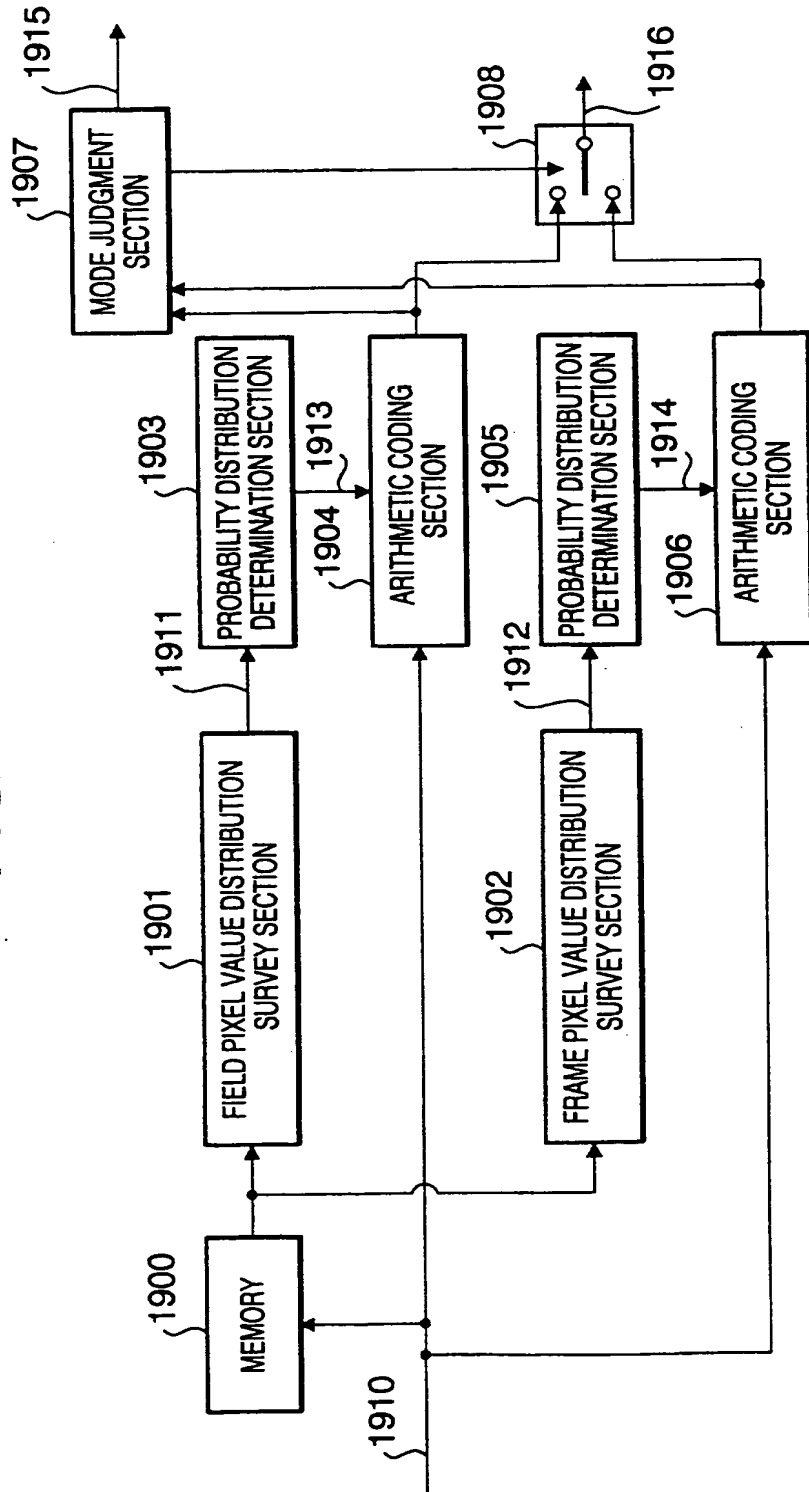 1910
1900
MEMORY
1901
FIELD PIXEL VALUE DISTRIBUTION
SURVEY SECTION
1911
1903
PROBABILITY DISTRIBUTION
DETERMINATION SECTION
1913
1904
ARITHMETIC CODING
SECTION
1902
FRAME PIXEL VALUE DISTRIBUTION
SURVEY SECTION
1912
1905
PROBABILITY DISTRIBUTION
DETERMINATION SECTION
1914
1906
ARITHMETIC CODING
SECTION
1907
MODE JUDGMENT
SECTION
1915
1908
1916